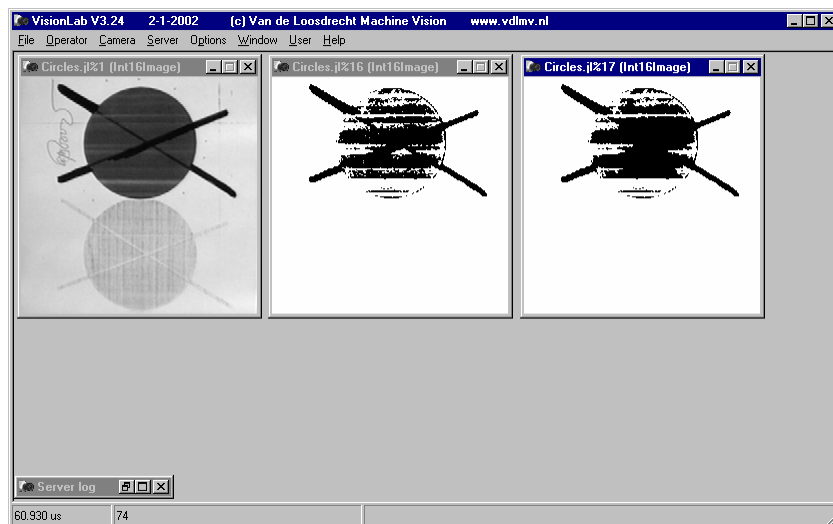 VisionLab V3.24 2-1-2002 (c) Van de Loosdrecht Machine Vision www.vdlmv.nl
File Operator Camera Server Options Window User Help
Circles.jl%1 (Int16Image)
Circles.jl%16 (Int16Image)
Circles.jl%17 (Int16Image)
Server log
60.930 us 74